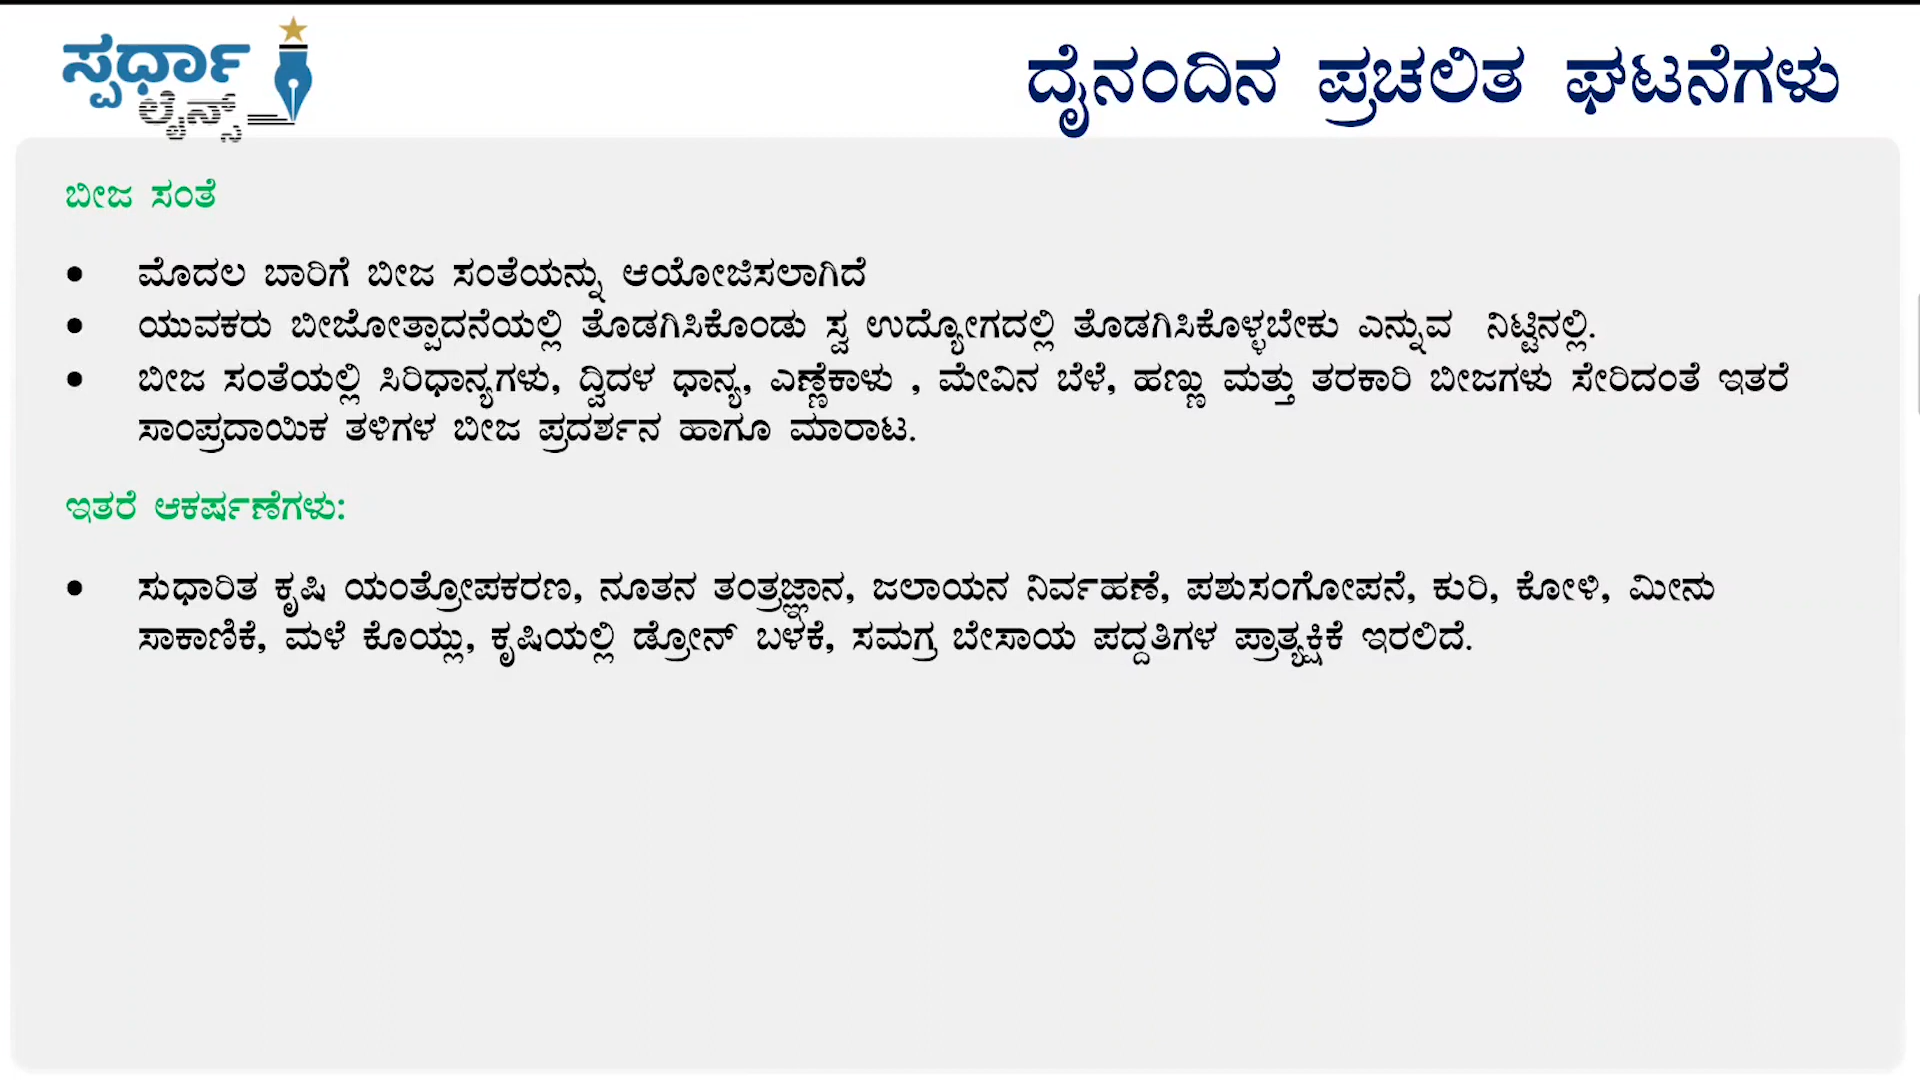 ಸ್ಪರ್ಧಾ
ಲೈನ್ಸ್
ದೈನಂದಿನ ಪ್ರಚಲಿತ ಘಟನೆಗಳು
ಬೀಜ ಸಂತೆ
• ಮೊದಲ ಬಾರಿಗೆ ಬೀಜ ಸಂತೆಯನ್ನು ಆಯೋಜಿಸಲಾಗಿದೆ
• ಯುವಕರು ಬೀಜೋತ್ಪಾದನೆಯಲ್ಲಿ ತೊಡಗಿಸಿಕೊಂಡು ಸ್ವ ಉದ್ಯೋಗದಲ್ಲಿ ತೊಡಗಿಸಿಕೊಳ್ಳಬೇಕು ಎನ್ನುವ ನಿಟ್ಟಿನಲ್ಲಿ.
• ಬೀಜ ಸಂತೆಯಲ್ಲಿ ಸಿರಿಧಾನ್ಯಗಳು, ದ್ವಿದಳ ಧಾನ್ಯ, ಎಣ್ಣೆಕಾಳು , ಮೇವಿನ ಬೆಳೆ, ಹಣ್ಣು ಮತ್ತು ತರಕಾರಿ ಬೀಜಗಳು ಸೇರಿದಂತೆ ಇತರೆ
ಸಾಂಪ್ರದಾಯಿಕ ತಳಿಗಳ ಬೀಜ ಪ್ರದರ್ಶನ ಹಾಗೂ ಮಾರಾಟ.
ಇತರೆ ಆಕರ್ಷಣೆಗಳು:
• ಸುಧಾರಿತ ಕೃಷಿ ಯಂತ್ರೋಪಕರಣ, ನೂತನ ತಂತ್ರಜ್ಞಾನ, ಜಲಾಯನ ನಿರ್ವಹಣೆ, ಪಶುಸಂಗೋಪನೆ, ಕುರಿ, ಕೋಳಿ, ಮೀನು
ಸಾಕಾಣಿಕೆ, ಮಳೆ ಕೊಯ್ಲು, ಕೃಷಿಯಲ್ಲಿ ಡ್ರೋನ್ ಬಳಕೆ, ಸಮಗ್ರ ಬೇಸಾಯ ಪದ್ದತಿಗಳ ಪ್ರಾತ್ಯಕ್ಷಿಕೆ ಇರಲಿದೆ.